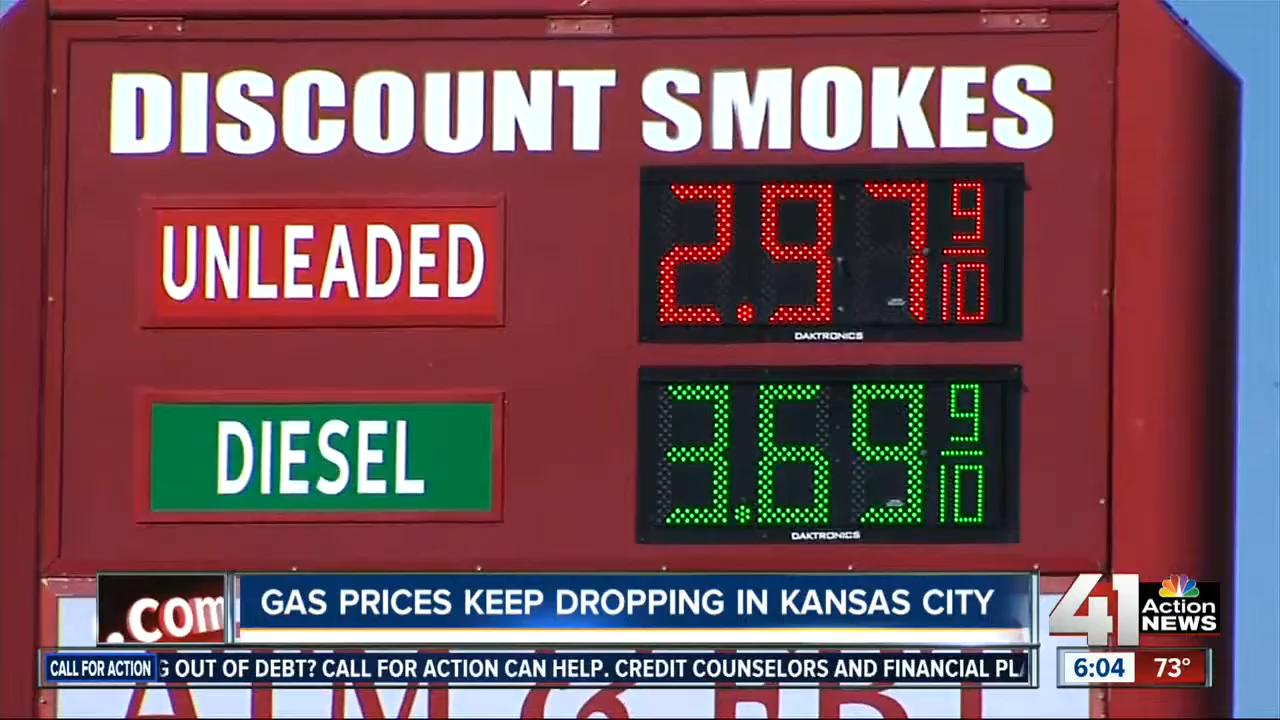 DISCOUNT SMOKES
UNLEADED
2.97 9/10
DAKTRONICS
DIESEL
3.69 9/10
DAKTRONICS
.com
GAS PRICES KEEP DROPPING IN KANSAS CITY
41 Action NEWS
CALL FOR ACTION
G OUT OF DEBT? CALL FOR ACTION CAN HELP. CREDIT COUNSELORS AND FINANCIAL PL
6:04 73°
ATM